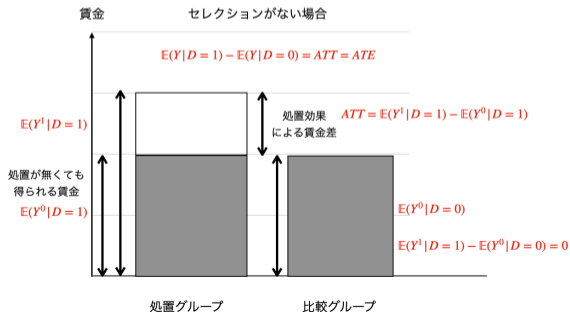 賃金
セレクションがない場合
𝔼(Y|D = 1) − 𝔼(Y|D = 0) = ATT = ATE
𝔼(Y¹|D = 1)
処置効果
による賃金差
ATT = 𝔼(Y¹|D = 1) − 𝔼(Y⁰|D = 1)
処置が無くても
得られる賃金
𝔼(Y⁰|D = 1)
𝔼(Y⁰|D = 0)
𝔼(Y¹|D = 1) − 𝔼(Y⁰|D = 0) = 0
処置グループ
比較グループ